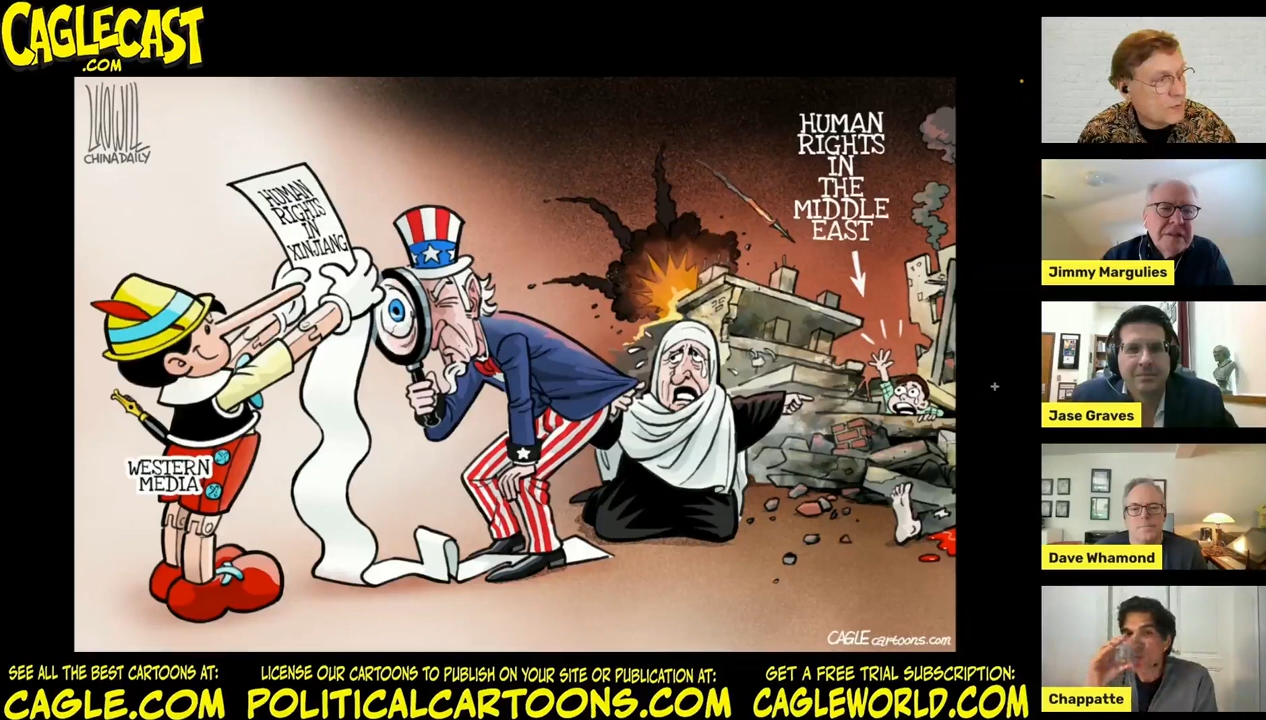 CAGLECAST
.COM
LUOJIE
CHINADAILY
HUMAN
RIGHTS
IN
XINJIANG
HUMAN
RIGHTS
IN
THE
MIDDLE
EAST
WESTERN
MEDIA
CAGLEcartoons.com
Jimmy Margulies
Jase Graves
Dave Whamond
Chappatte
SEE ALL THE BEST CARTOONS AT:
CAGLE.COM
LICENSE OUR CARTOONS TO PUBLISH ON YOUR SITE OR PUBLICATION AT:
POLITICALCARTOONS.COM
GET A FREE TRIAL SUBSCRIPTION:
CAGLEWORLD.COM